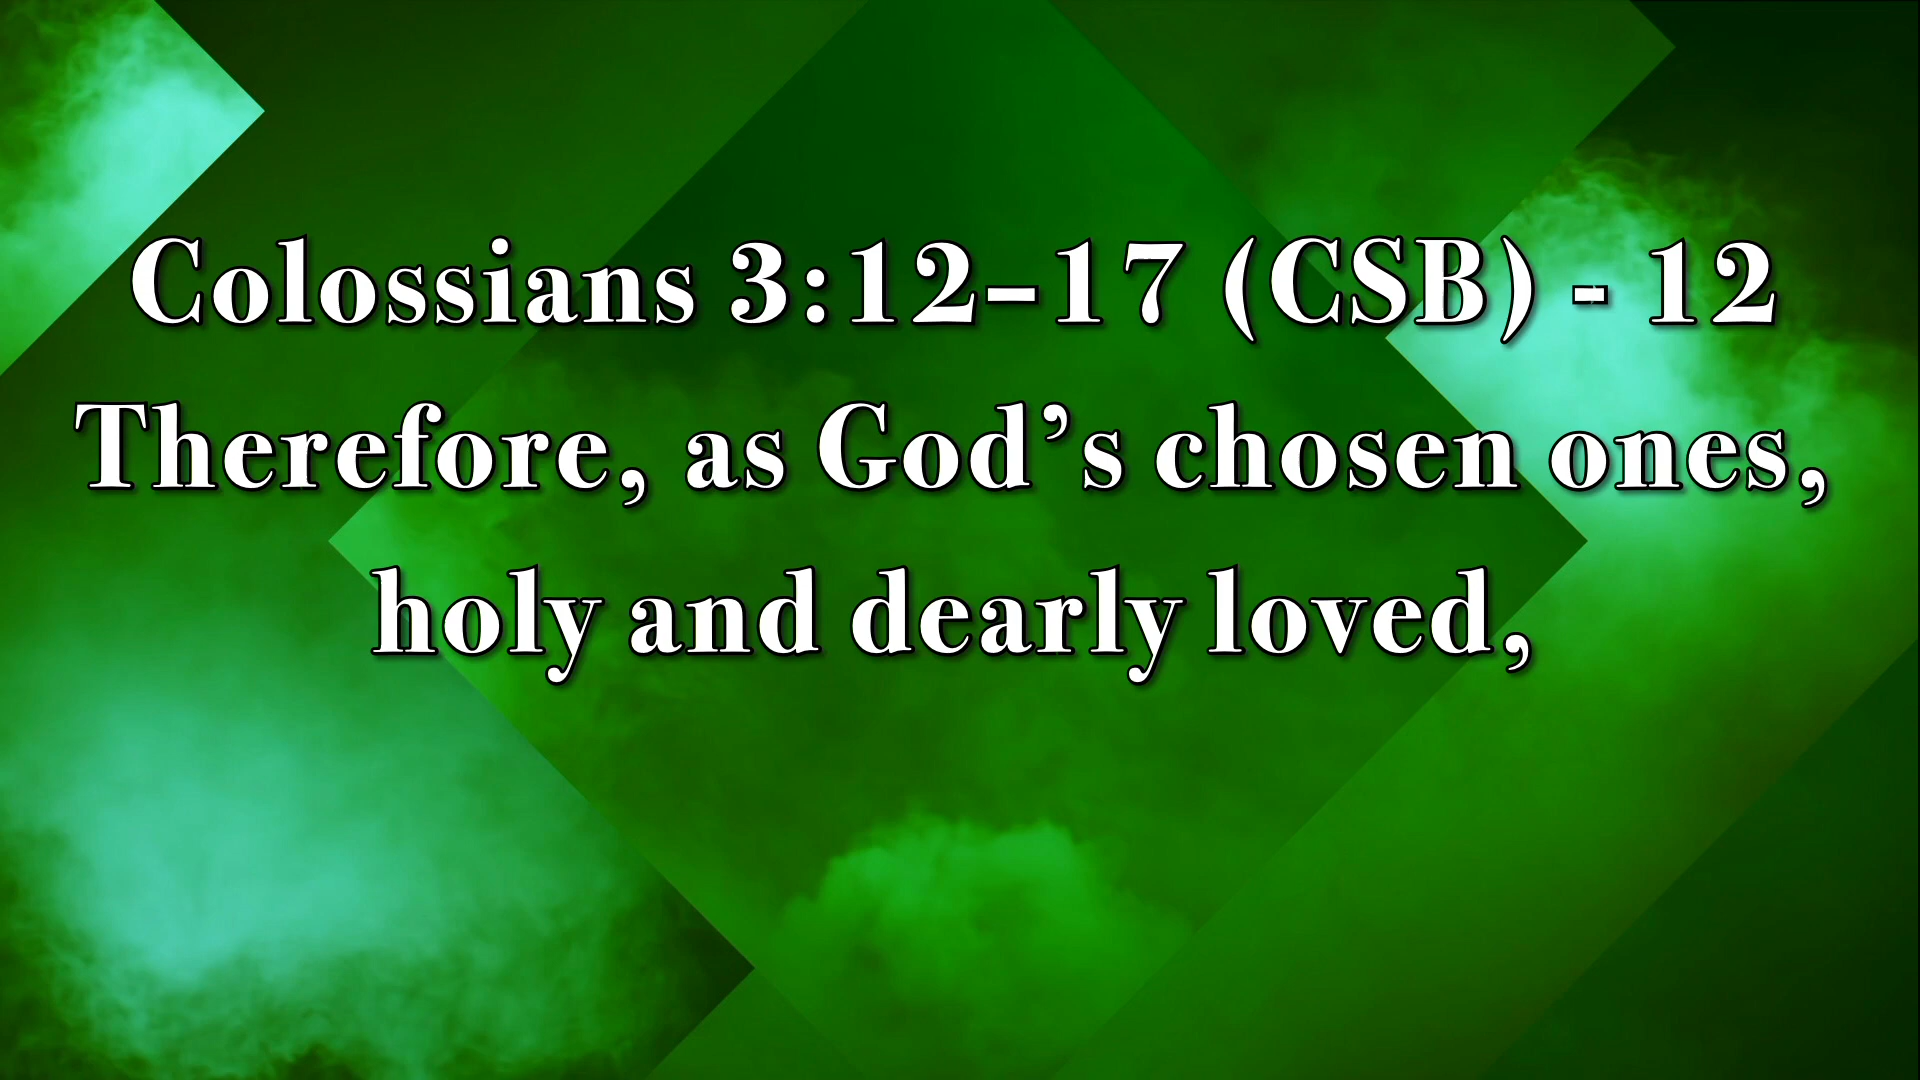 Colossians 3:12–17 (CSB) - 12
Therefore, as God’s chosen ones,
holy and dearly loved,